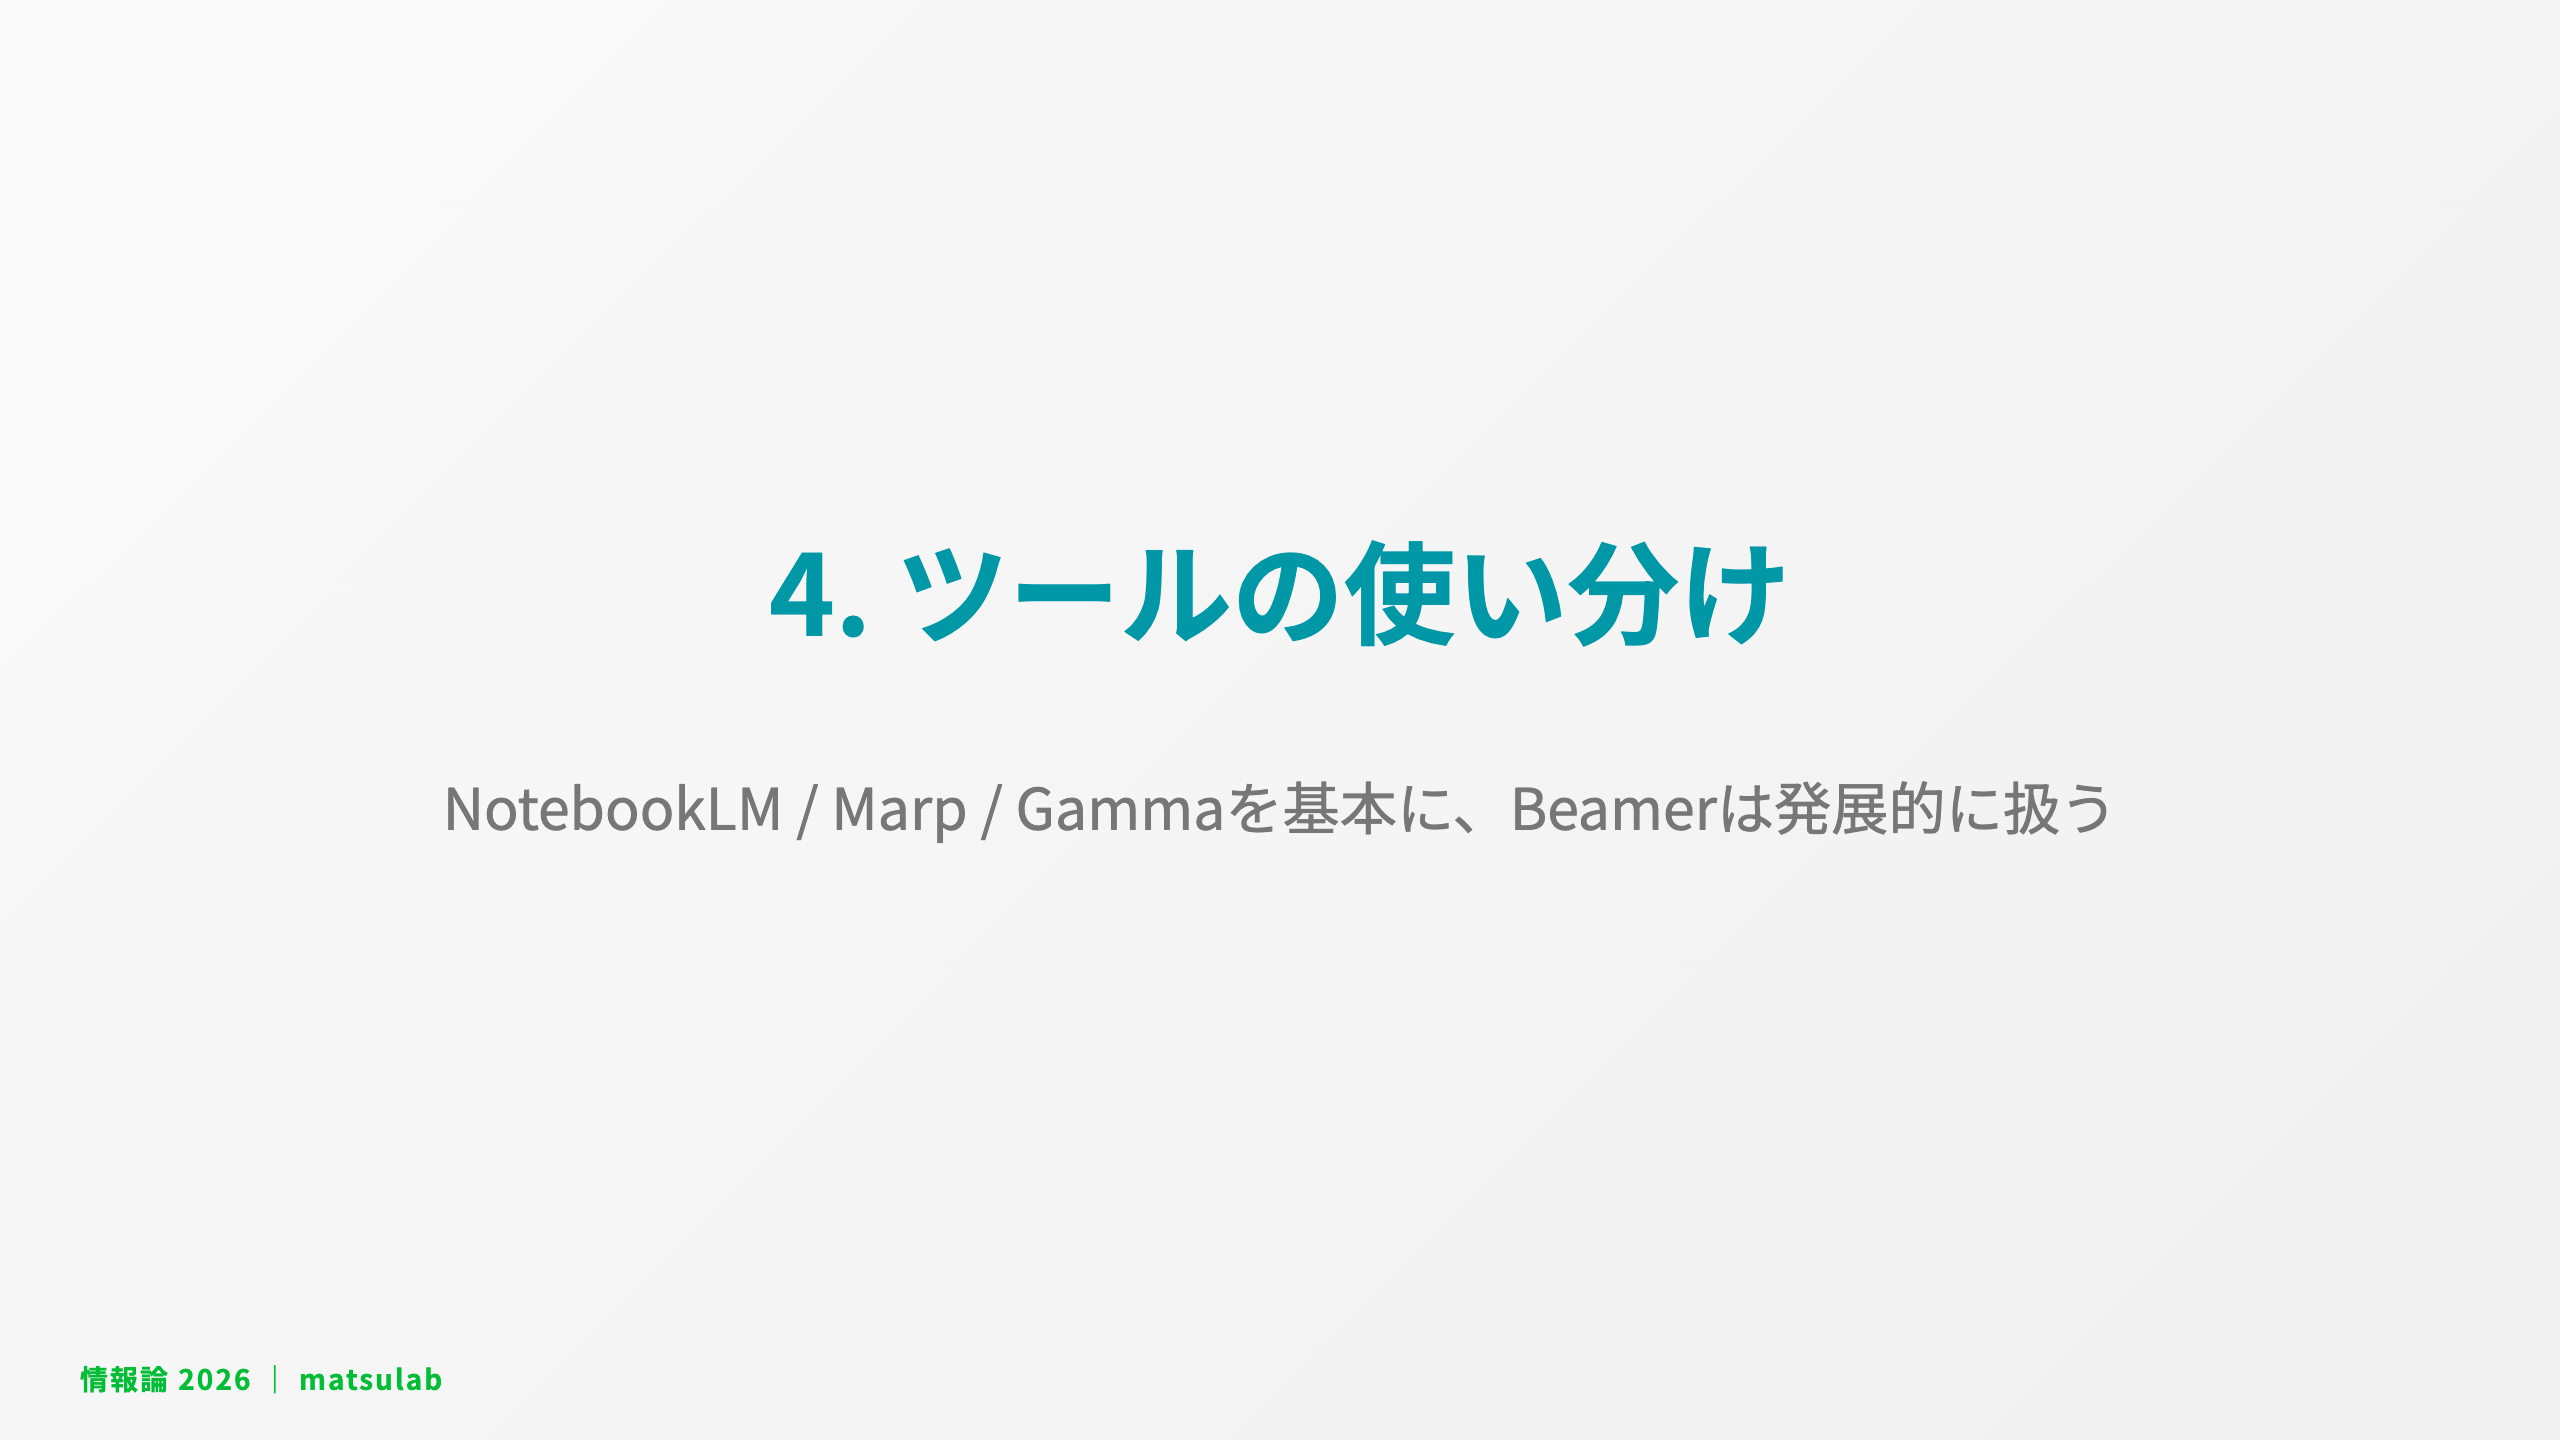 4. ツールの使い分け
NotebookLM / Marp / Gammaを基本に、Beamerは発展的に扱う
情報論 2026 ｜ matsulab